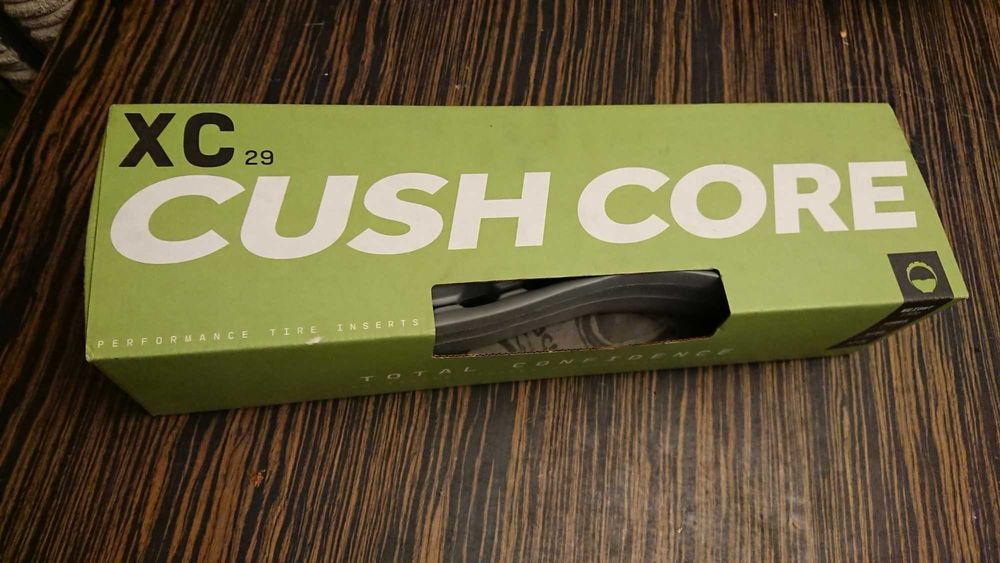 XC 29
CUSH CORE
PERFORMANCE TIRE INSERTS
TOTAL CONFIDENCE